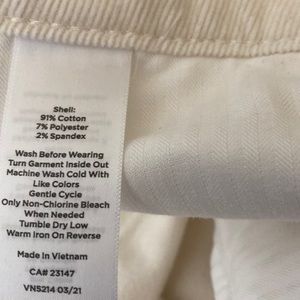 Shell:
91% Cotton
7% Polyester
2% Spandex
Wash Before Wearing
Turn Garment Inside Out
Machine Wash Cold With
Like Colors
Gentle Cycle
Only Non-Chlorine Bleach
When Needed
Tumble Dry Low
Warm Iron On Reverse
Made In Vietnam
CA# 23147
VNS214 03/21